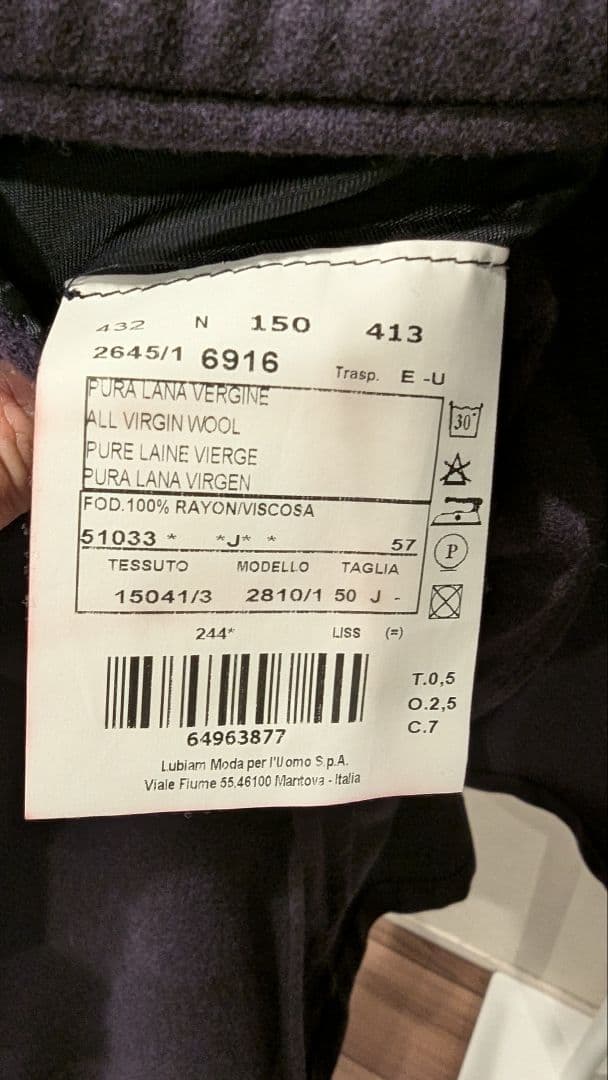 432 N 150 413
2645/1 6916 Trasp. E -U
PURA LANA VERGINE
ALL VIRGIN WOOL
PURE LAINE VIERGE
PURA LANA VIRGEN
30°
FOD.100% RAYON/VISCOSA
51033 * *J* * 57
P
TESSUTO MODELLO TAGLIA
15041/3 2810/1 50 J -
244* LISS (=)
T.0,5
O.2,5
C.7
64963877
Lubiam Moda per l'Uomo S.p.A.
Viale Fiume 55,46100 Mantova - Italia